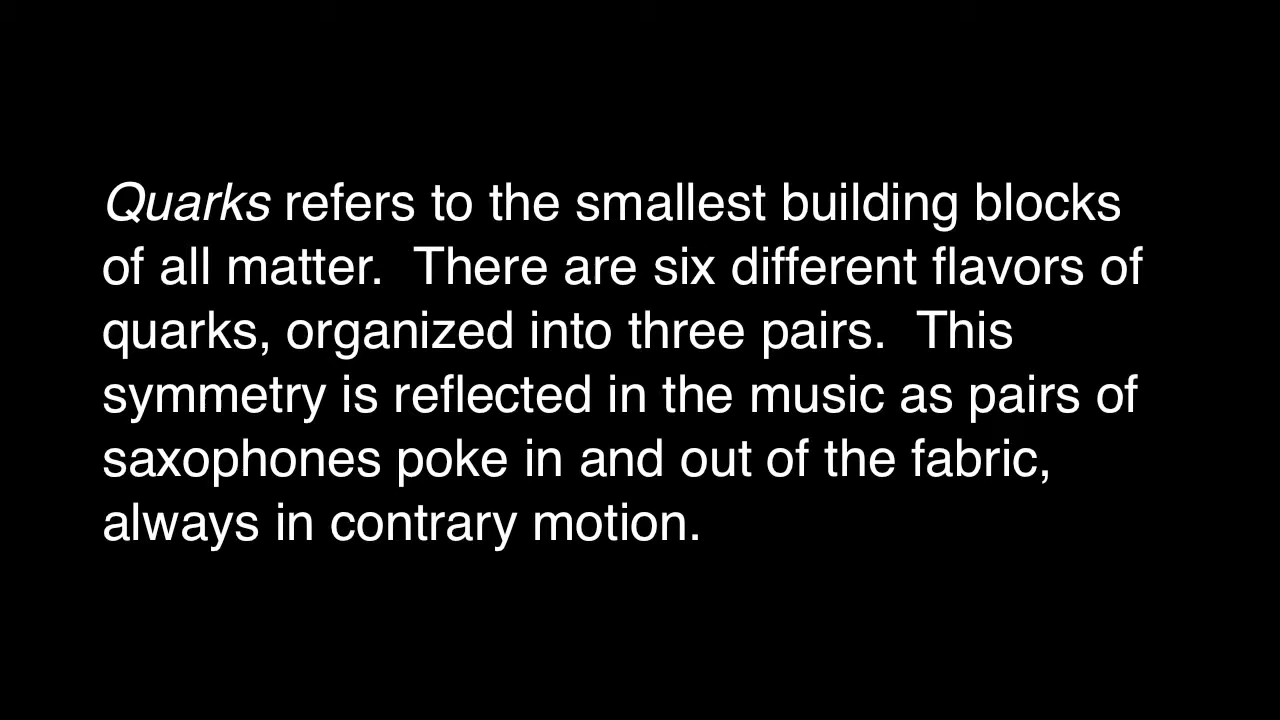 Quarks refers to the smallest building blocks
of all matter.  There are six different flavors of
quarks, organized into three pairs.  This
symmetry is reflected in the music as pairs of
saxophones poke in and out of the fabric,
always in contrary motion.